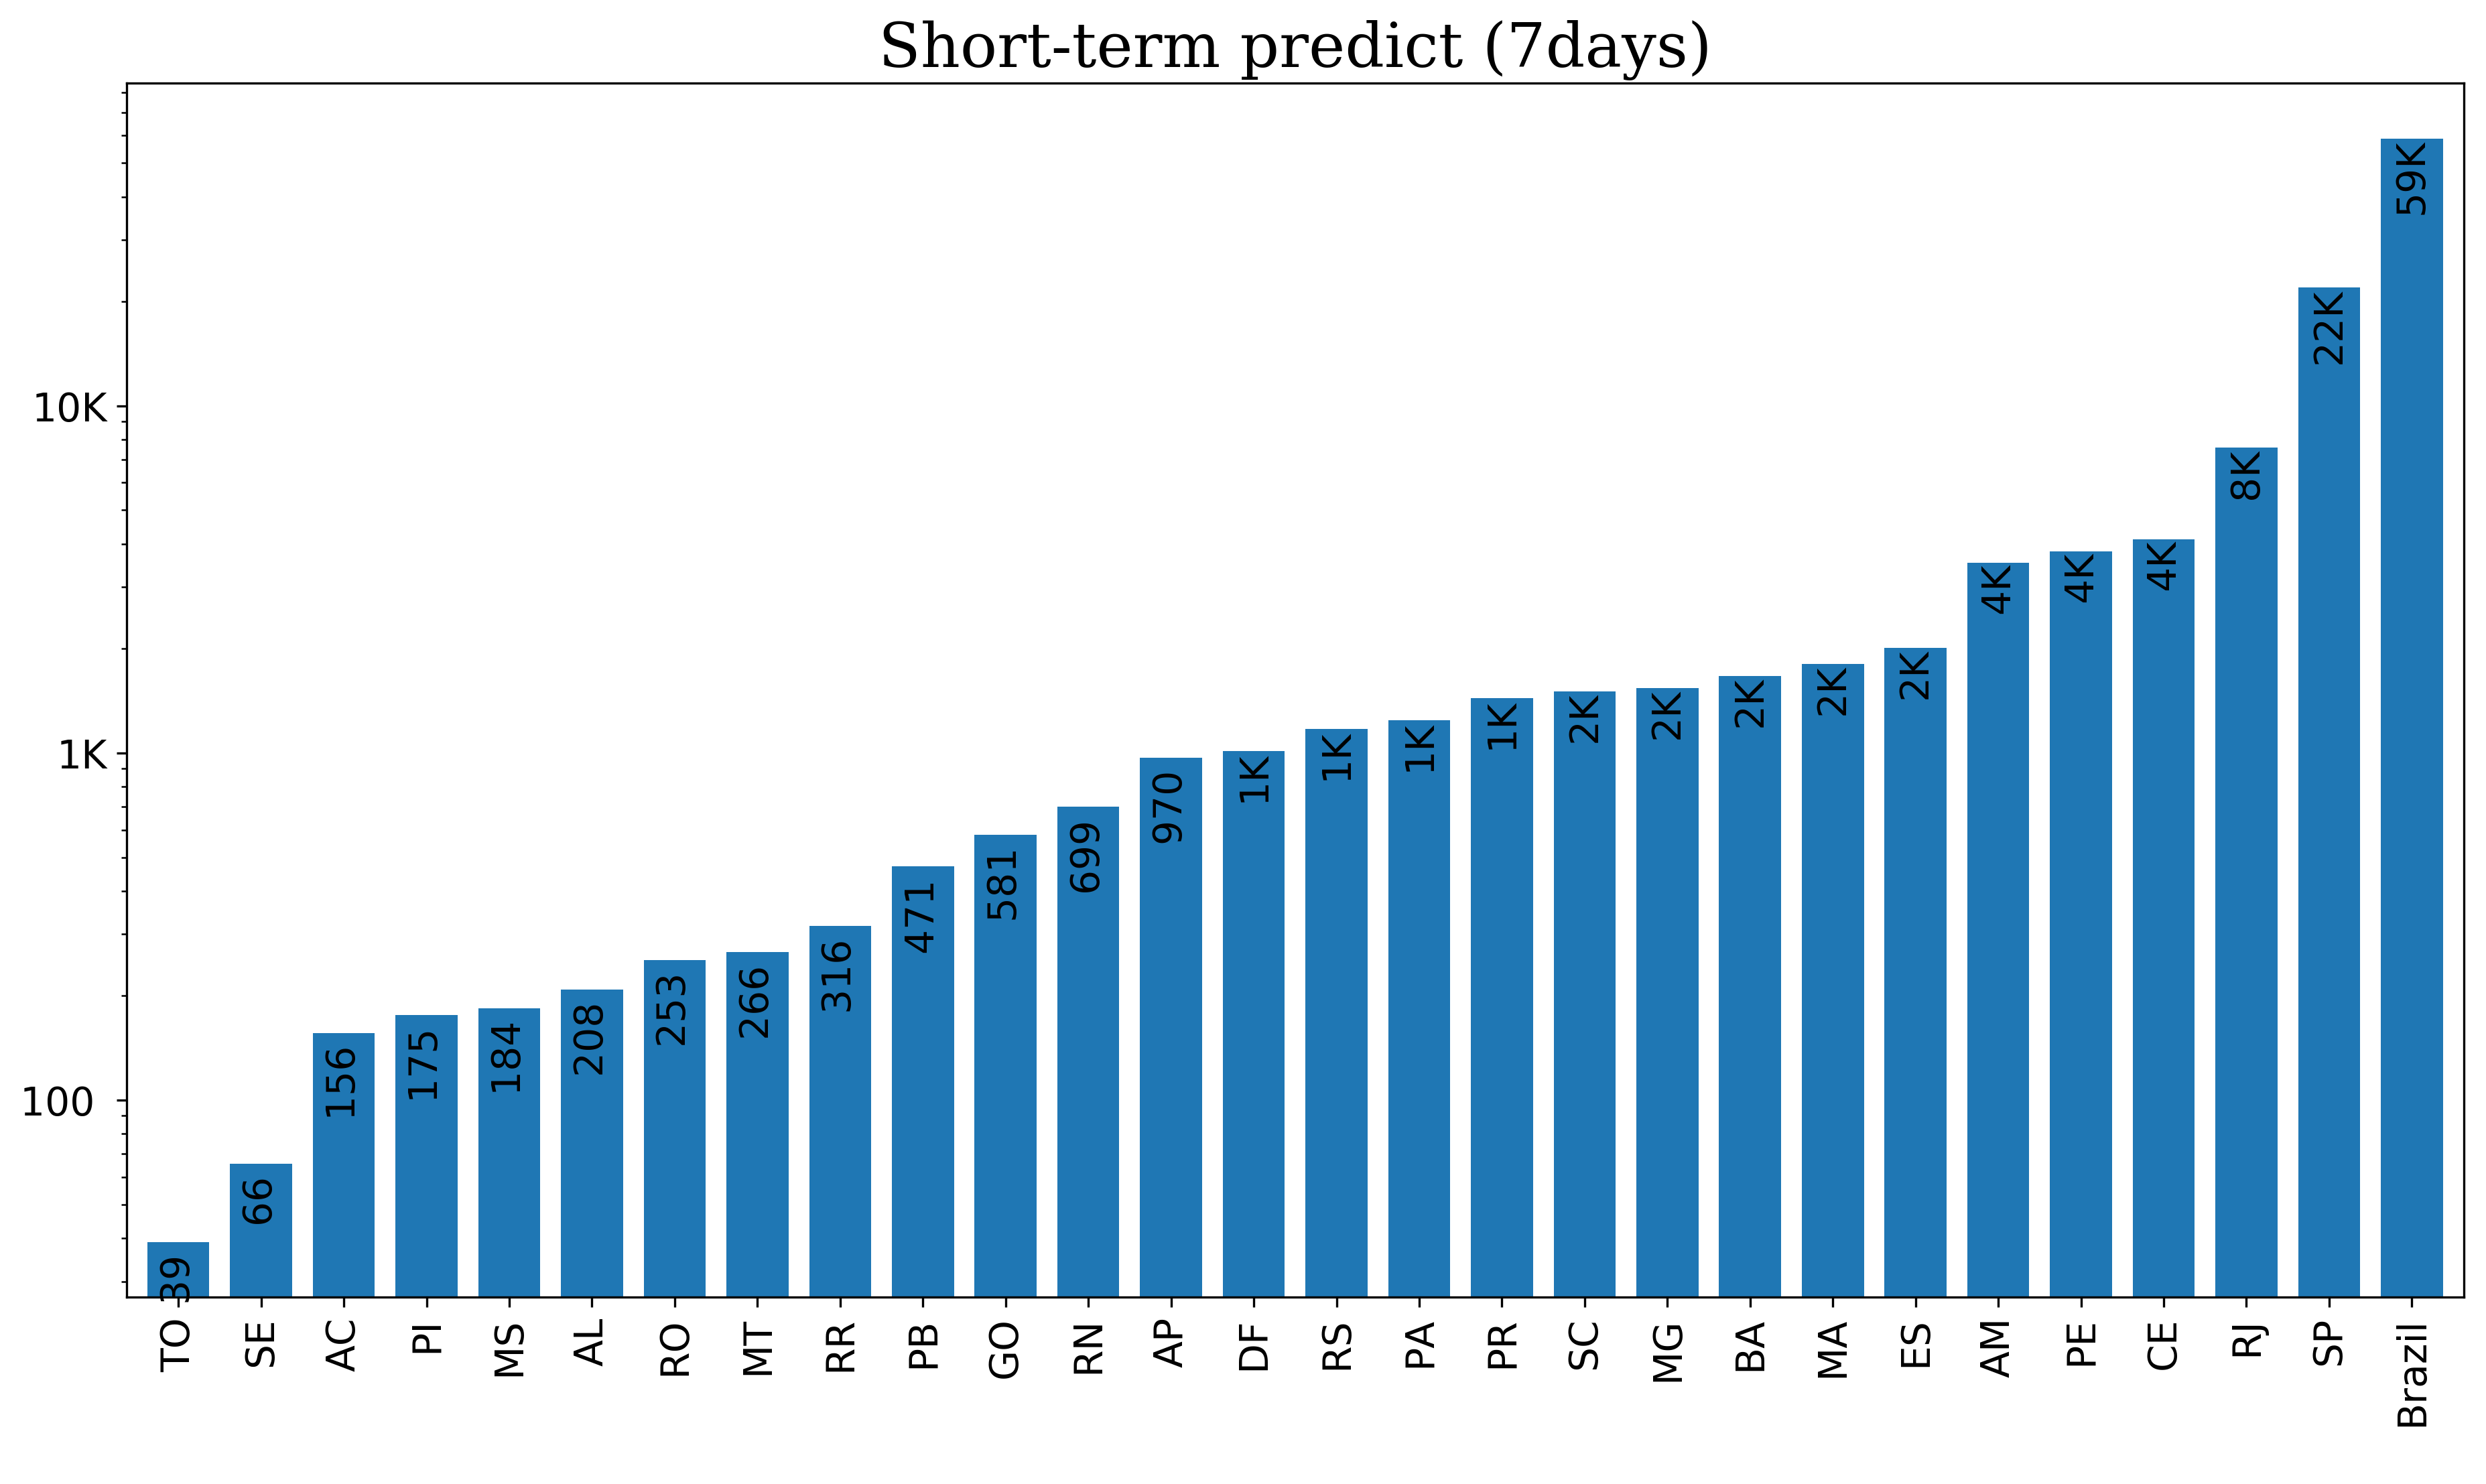 Short-term predict (7days)
10K
1K
100
39
66
156
175
184
208
253
266
316
471
581
699
970
1K
1K
1K
1K
2K
2K
2K
2K
2K
4K
4K
4K
8K
22K
59K
TO
SE
AC
PI
MS
AL
RO
MT
RR
PB
GO
RN
AP
DF
RS
PA
PR
SC
MG
BA
MA
ES
AM
PE
CE
RJ
SP
Brazil